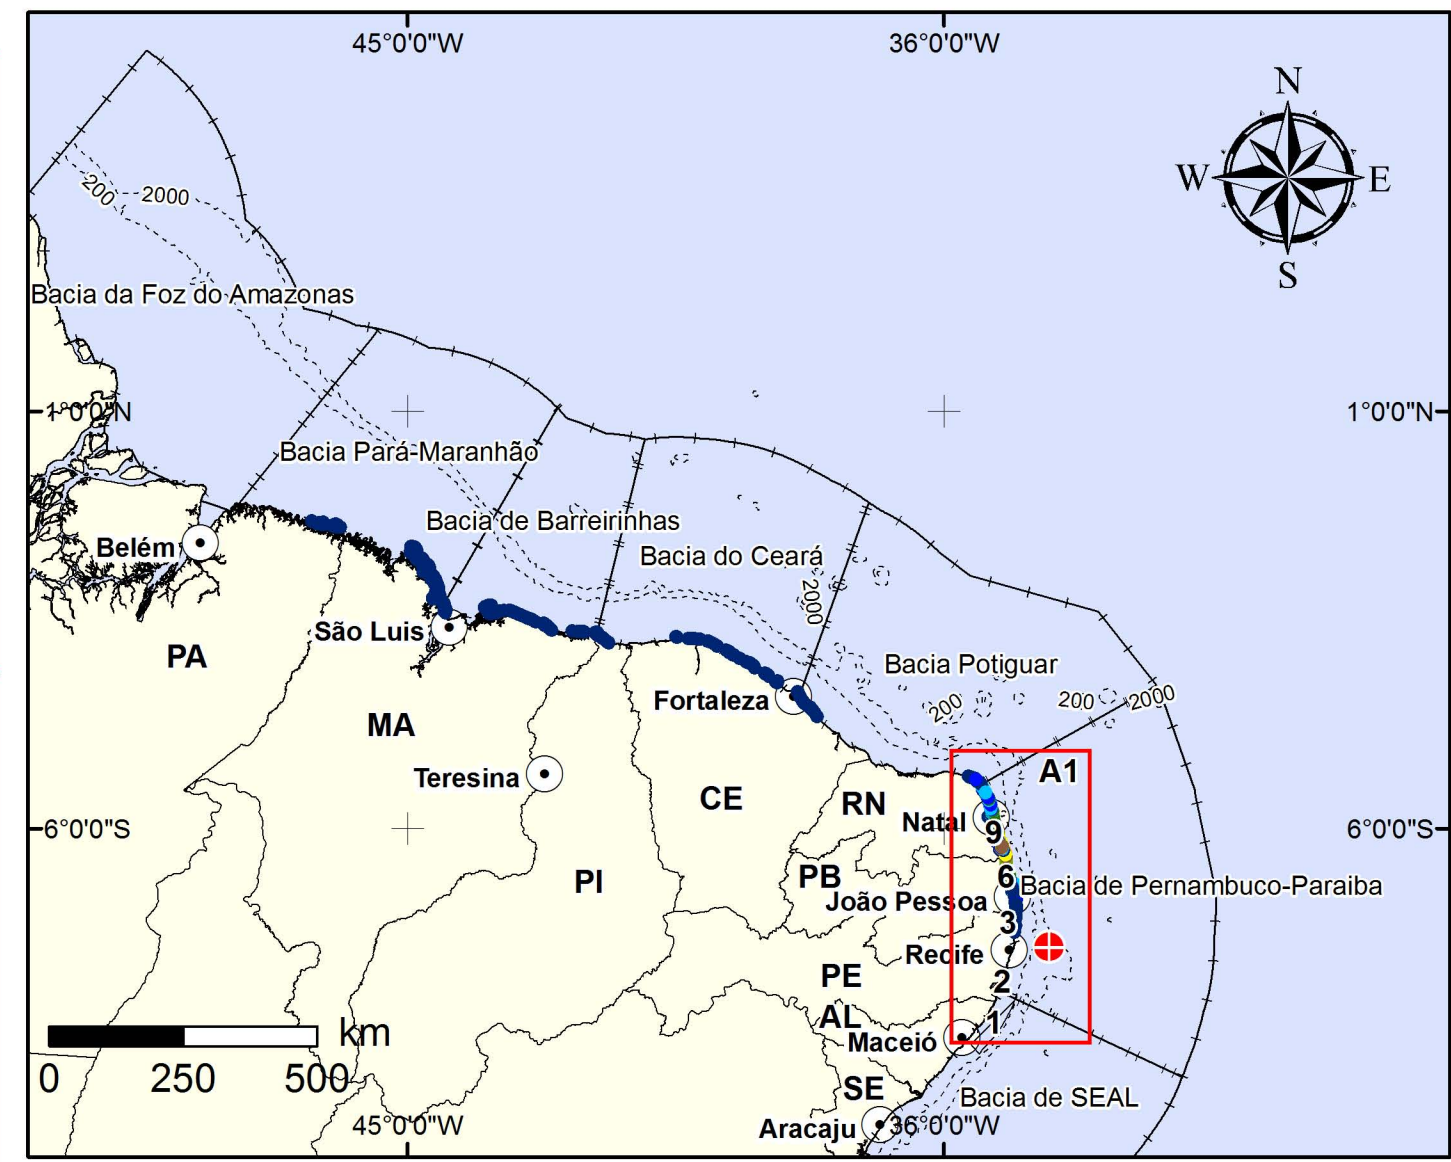 45°0'0"W
36°0'0"W
N
W
E
S
200
2000
Bacia da Foz do Amazonas
1°0'0"N
1°0'0"N
Bacia Pará-Maranhão
Bacia de Barreirinhas
Belém
Bacia do Ceará
2000
São Luis
PA
Bacia Potiguar
Fortaleza
200
200
2000
MA
Teresina
A1
CE
RN
Natal
9
6°0'0"S
6°0'0"S
PI
PB
6
Bacia de Pernambuco-Paraiba
João Pessoa
3
Recife
PE
2
AL
1
km
Maceió
0
250
500
SE
Bacia de SEAL
45°0'0"W
Aracaju
36°0'0"W